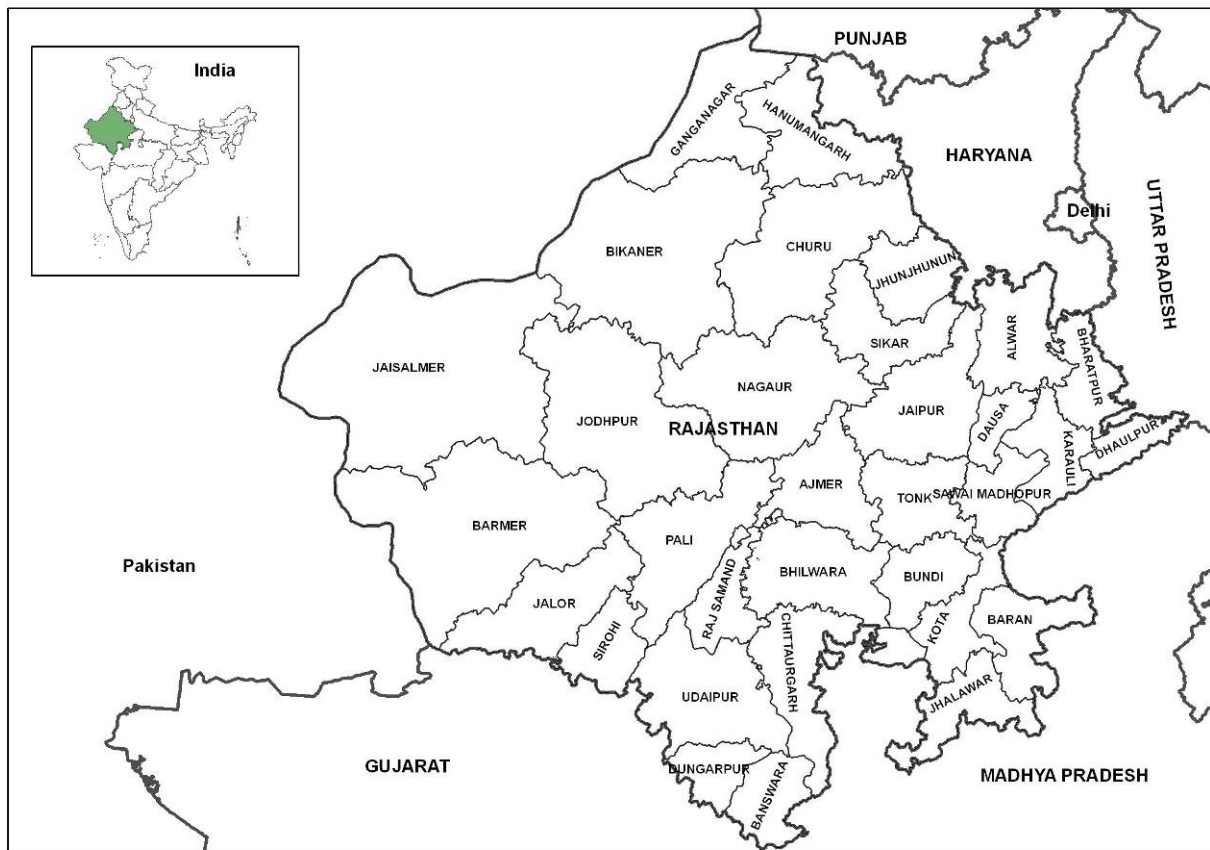 India
PUNJAB
GANGANAGAR
HANUMANGARH
HARYANA
UTTAR PRADESH
Delhi
BIKANER
CHURU
JHUNJHUNUN
SIKAR
ALWAR
BHARATPUR
JAISALMER
NAGAUR
JAIPUR
DAUSA
JODHPUR
RAJASTHAN
KARAULI
DHAULPUR
AJMER
TONK
SAWAI MADHOPUR
BARMER
PALI
Pakistan
RAJ SAMAND
BHILWARA
BUNDI
JALOR
SIROHI
KOTA
BARAN
CHITTAURGARH
UDAIPUR
JHALAWAR
GUJARAT
DUNGARPUR
BANSWARA
MADHYA PRADESH